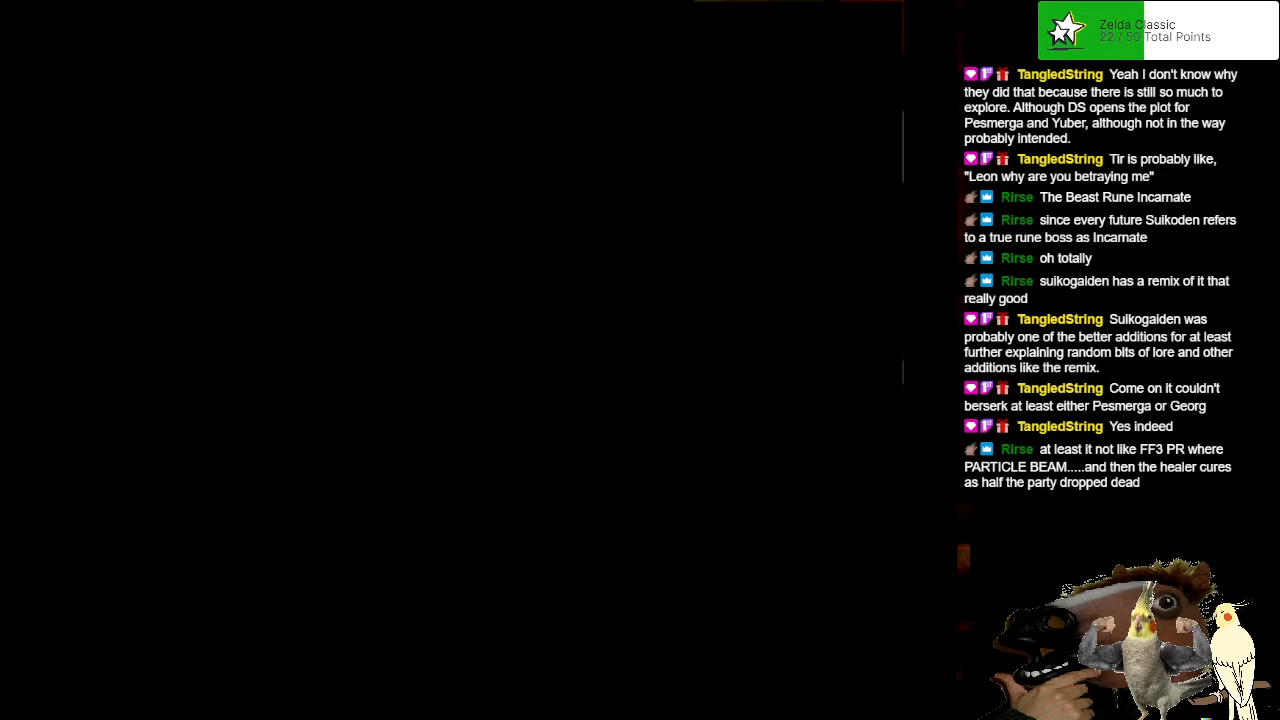 Zelda Classic
22 / 50 Total Points
TangledString Yeah I don't know why
they did that because there is still so much to
explore. Although DS opens the plot for
Pesmerga and Yuber, although not in the way
probably intended.
TangledString Tir is probably like,
"Leon why are you betraying me"
Rirse The Beast Rune Incarnate
Rirse since every future Suikoden refers
to a true rune boss as Incarnate
Rirse oh totally
Rirse suikogaiden has a remix of it that
really good
TangledString Suikogaiden was
probably one of the better additions for at least
further explaining random bits of lore and other
additions like the remix.
TangledString Come on it couldn't
berserk at least either Pesmerga or Georg
TangledString Yes indeed
Rirse at least it not like FF3 PR where
PARTICLE BEAM.....and then the healer cures
as half the party dropped dead